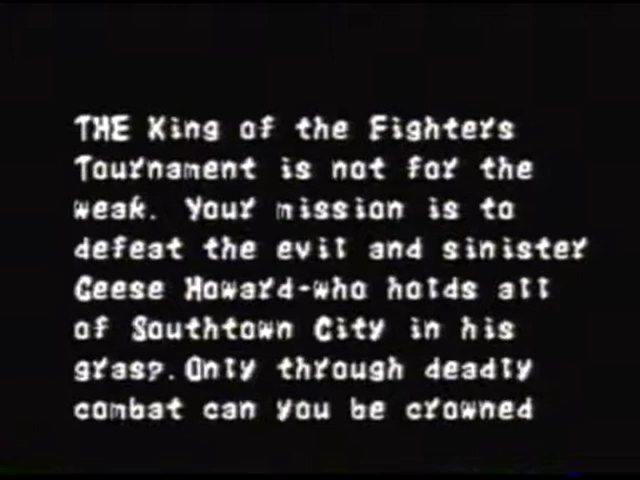 THE King of the Fighters
Tournament is not for the
weak. Your mission is to
defeat the evil and sinister
Geese Howard-who holds all
of Southtown City in his
grasp.Only through deadly
combat can you be crowned